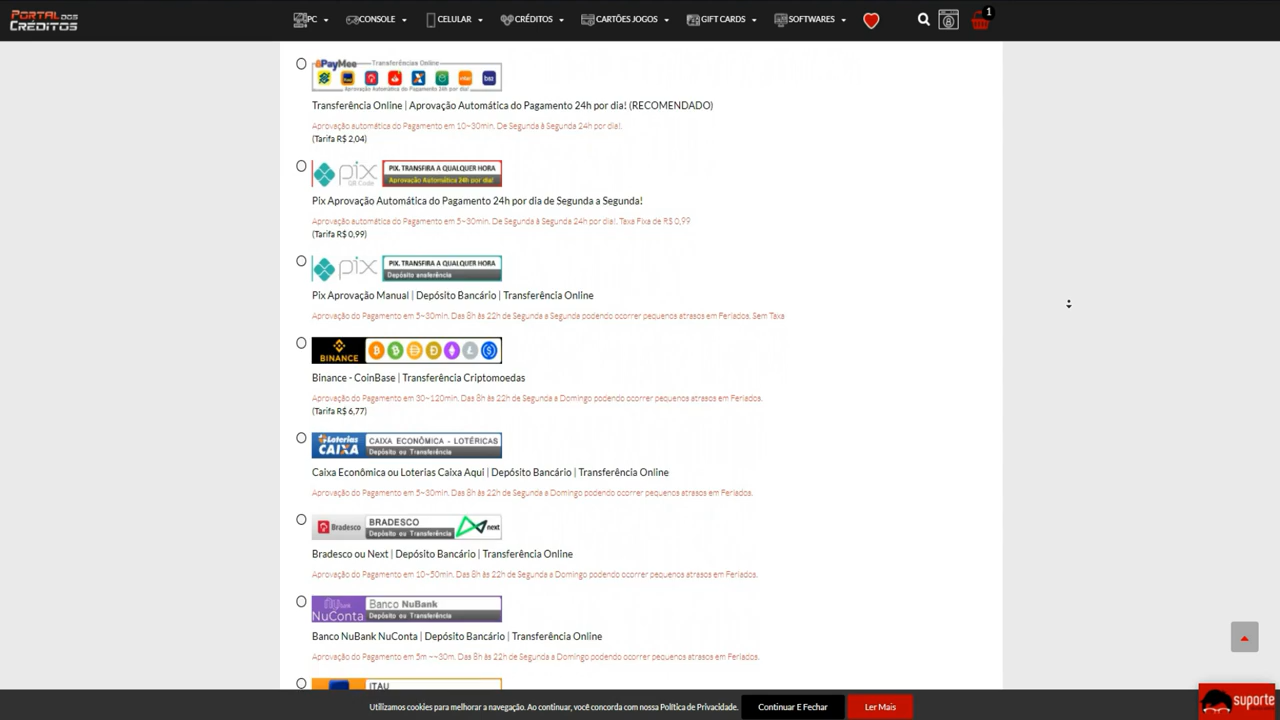 PORTAL DOS CRÉDITOS
PC
CONSOLE
CELULAR
CRÉDITOS
CARTÕES JOGOS
GIFT CARDS
SOFTWARES
1
PayMee Transferências Online
Aprovação Automática do Pagamento 24h por dia!
Transferência Online | Aprovação Automática do Pagamento 24h por dia! (RECOMENDADO)
Aprovação automática do Pagamento em 10~30min. De Segunda à Segunda 24h por dia!.
(Tarifa R$ 2,04)
pix QR Code
PIX. TRANSFIRA A QUALQUER HORA
Aprovação Automática 24h por dia!
Pix Aprovação Automática do Pagamento 24h por dia de Segunda a Segunda!
Aprovação automática do Pagamento em 5~30min. De Segunda à Segunda 24h por dia!. Taxa Fixa de R$ 0,99
(Tarifa R$ 0,99)
pix
PIX. TRANSFIRA A QUALQUER HORA
Depósito ansferência
Pix Aprovação Manual | Depósito Bancário | Transferência Online
Aprovação do Pagamento em 5~30min. Das 8h às 22h de Segunda a Segunda podendo ocorrer pequenos atrasos em Feriados. Sem Taxa
BINANCE
Binance - CoinBase | Transferência Criptomoedas
Aprovação do Pagamento em 30~120min. Das 8h às 22h de Segunda a Domingo podendo ocorrer pequenos atrasos em Feriados.
(Tarifa R$ 6,77)
Loterias CAIXA
CAIXA ECONÔMICA - LOTÉRICAS
Depósito ou Transferência
Caixa Econômica ou Loterias Caixa Aqui | Depósito Bancário | Transferência Online
Aprovação do Pagamento em 5~30min. Das 8h às 22h de Segunda a Domingo podendo ocorrer pequenos atrasos em Feriados.
Bradesco
BRADESCO
Depósito ou Transferência
next
Bradesco ou Next | Depósito Bancário | Transferência Online
Aprovação do Pagamento em 10~50min. Das 8h às 22h de Segunda a Domingo podendo ocorrer pequenos atrasos em Feriados.
NuConta
Banco NuBank
Depósito ou Transferência
Banco NuBank NuConta | Depósito Bancário | Transferência Online
Aprovação do Pagamento em 5m ~~30m. Das 8h às 22h de Segunda a Domingo podendo ocorrer pequenos atrasos em Feriados.
ITAU
Utilizamos cookies para melhorar a navegação. Ao continuar, você concorda com nossa Política de Privacidade.
Continuar E Fechar
Ler Mais
suporte